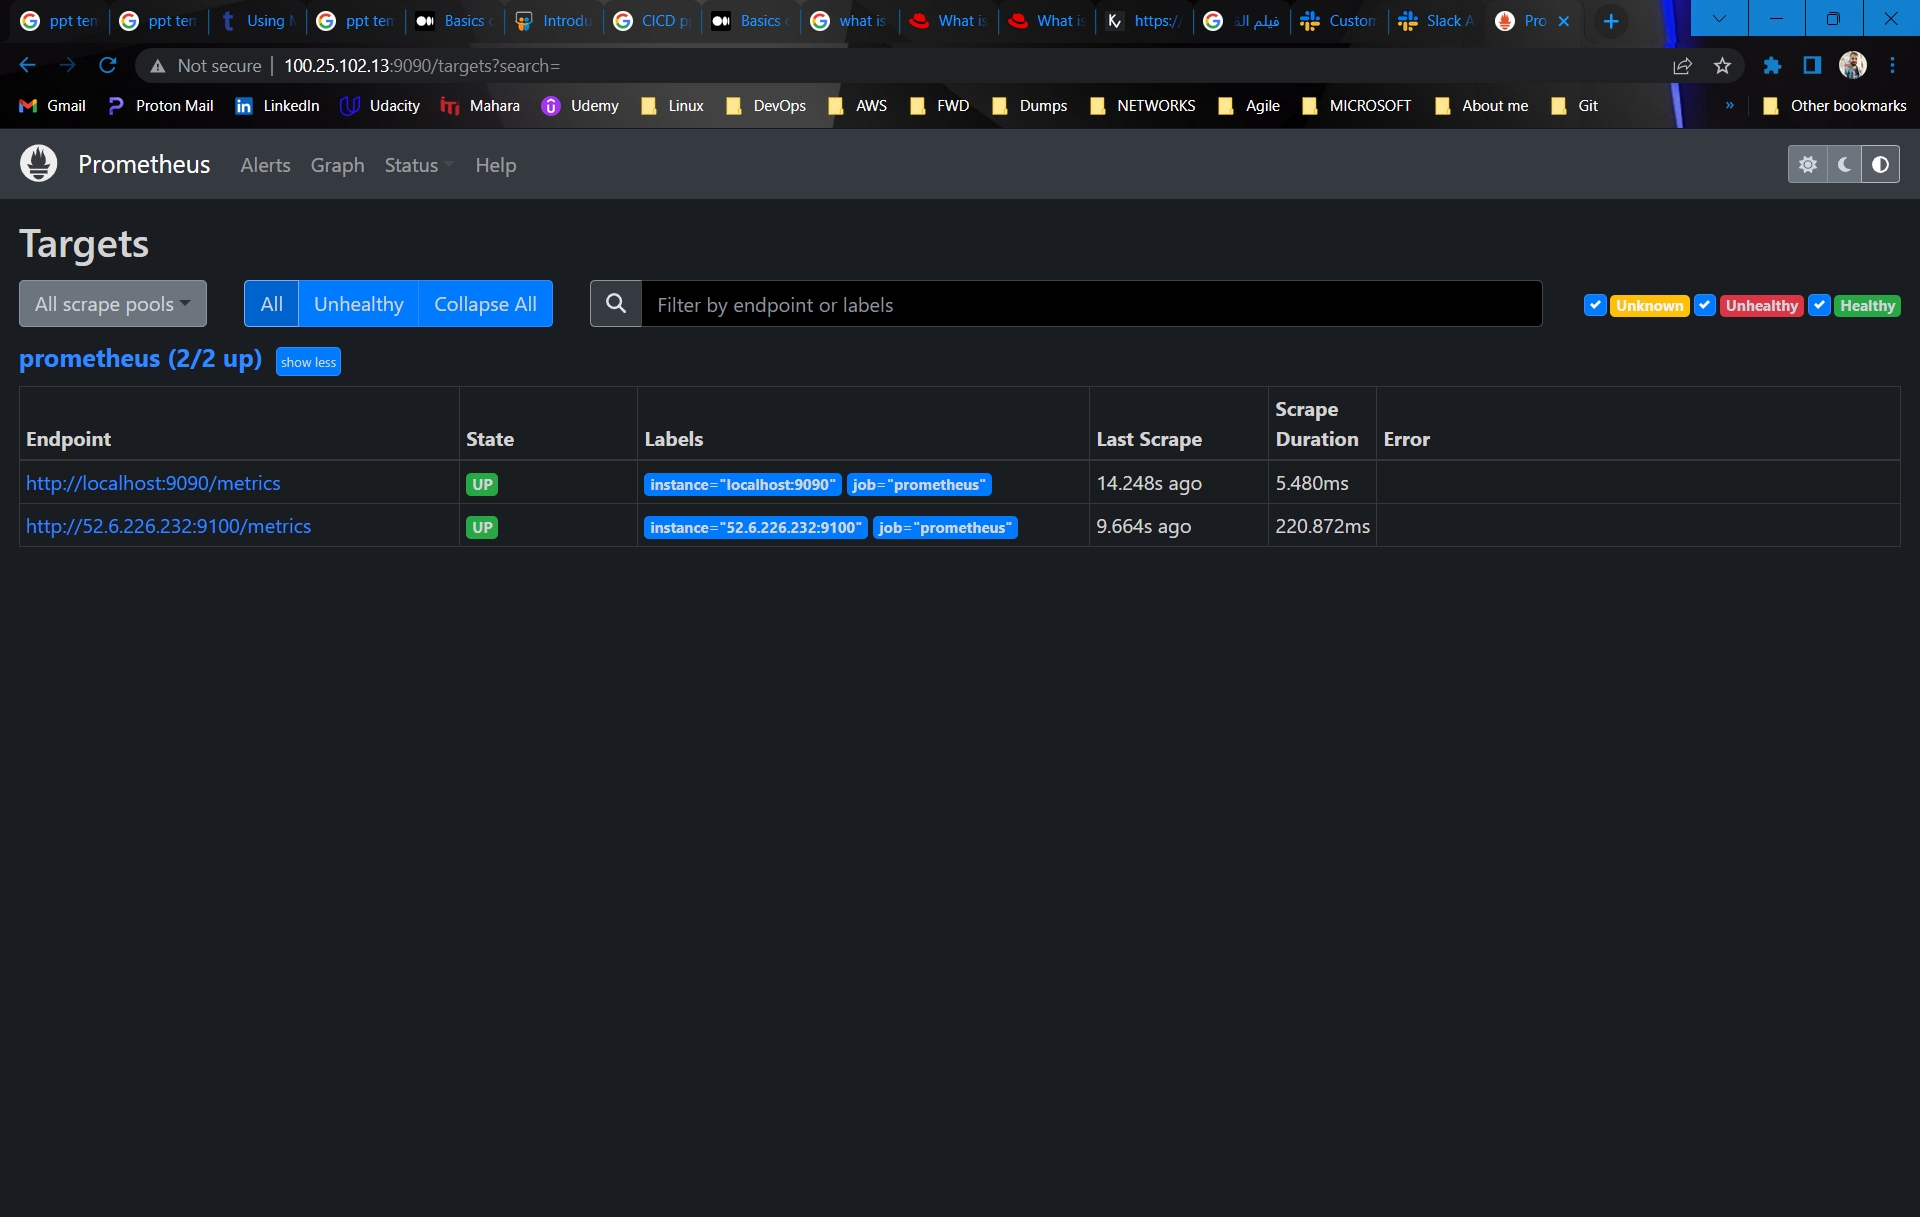 ppt ten ppt ten Using M ppt ten Basics o Introdu CICD p Basics o what is What is What is https:// فيلم الف Custom Slack A Pro
Not secure 100.25.102.13:9090/targets?search=
Gmail Proton Mail LinkedIn Udacity Mahara Udemy Linux DevOps AWS FWD Dumps NETWORKS Agile MICROSOFT About me Git » Other bookmarks
Prometheus Alerts Graph Status Help
Targets
All scrape pools All Unhealthy Collapse All Filter by endpoint or labels Unknown Unhealthy Healthy
prometheus (2/2 up) show less
Endpoint State Labels Last Scrape Scrape Duration Error
http://localhost:9090/metrics UP instance="localhost:9090" job="prometheus" 14.248s ago 5.480ms
http://52.6.226.232:9100/metrics UP instance="52.6.226.232:9100" job="prometheus" 9.664s ago 220.872ms